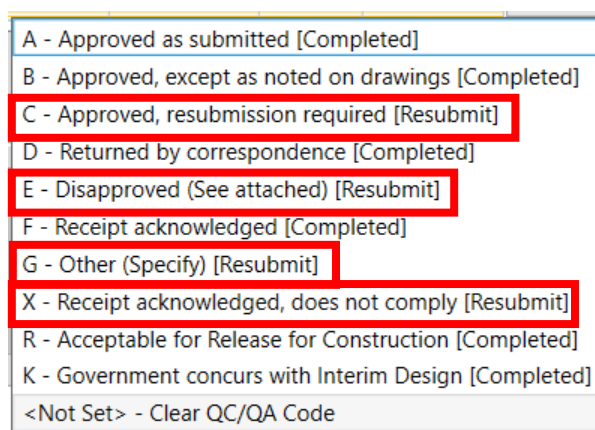 A - Approved as submitted [Completed]
B - Approved, except as noted on drawings [Completed]
C - Approved, resubmission required [Resubmit]
D - Returned by correspondence [Completed]
E - Disapproved (See attached) [Resubmit]
F - Receipt acknowledged [Completed]
G - Other (Specify) [Resubmit]
X - Receipt acknowledged, does not comply [Resubmit]
R - Acceptable for Release for Construction [Completed]
K - Government concurs with Interim Design [Completed]
<Not Set> - Clear QC/QA Code